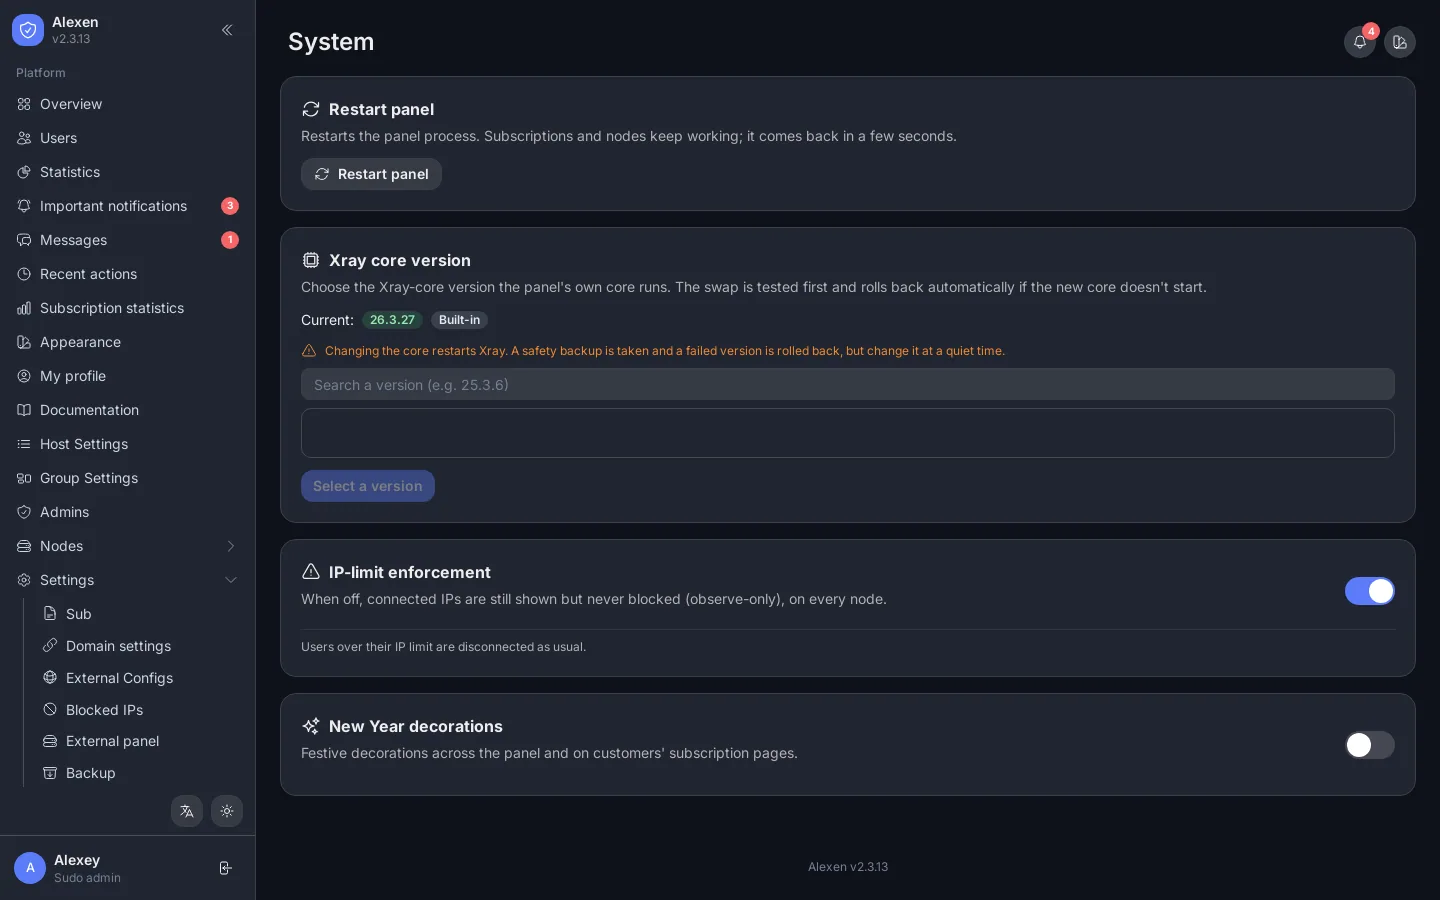 Alexen
v2.3.13
Platform
Overview
Users
Statistics
Important notifications
3
Messages
1
Recent actions
Subscription statistics
Appearance
My profile
Documentation
Host Settings
Group Settings
Admins
Nodes
Settings
Sub
Domain settings
External Configs
Blocked IPs
External panel
Backup
A
Alexey
Sudo admin
System
4
Restart panel
Restarts the panel process. Subscriptions and nodes keep working; it comes back in a few seconds.
Restart panel
Xray core version
Choose the Xray-core version the panel's own core runs. The swap is tested first and rolls back automatically if the new core doesn't start.
Current: 26.3.27 Built-in
Changing the core restarts Xray. A safety backup is taken and a failed version is rolled back, but change it at a quiet time.
Search a version (e.g. 25.3.6)
Select a version
IP-limit enforcement
When off, connected IPs are still shown but never blocked (observe-only), on every node.
Users over their IP limit are disconnected as usual.
New Year decorations
Festive decorations across the panel and on customers' subscription pages.
Alexen v2.3.13